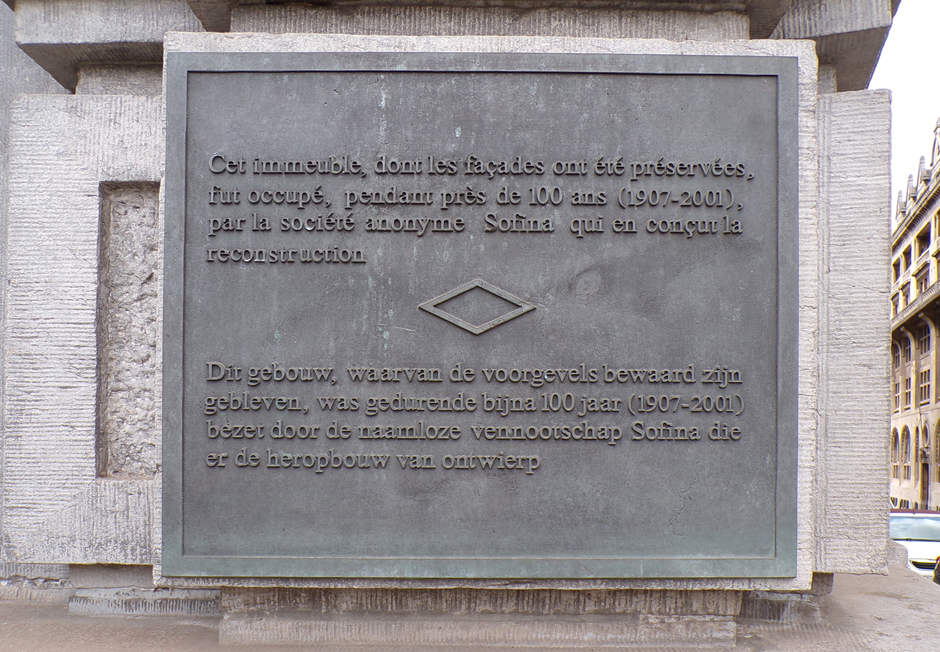 Cet immeuble, dont les façades ont été préservées,
fut occupé, pendant près de 100 ans (1907-2001),
par la société anonyme Sofina qui en conçut la
reconstruction
Dit gebouw, waarvan de voorgevels bewaard zijn
gebleven, was gedurende bijna 100 jaar (1907-2001)
bezet door de naamloze vennootschap Sofina die
er de heropbouw van ontwierp